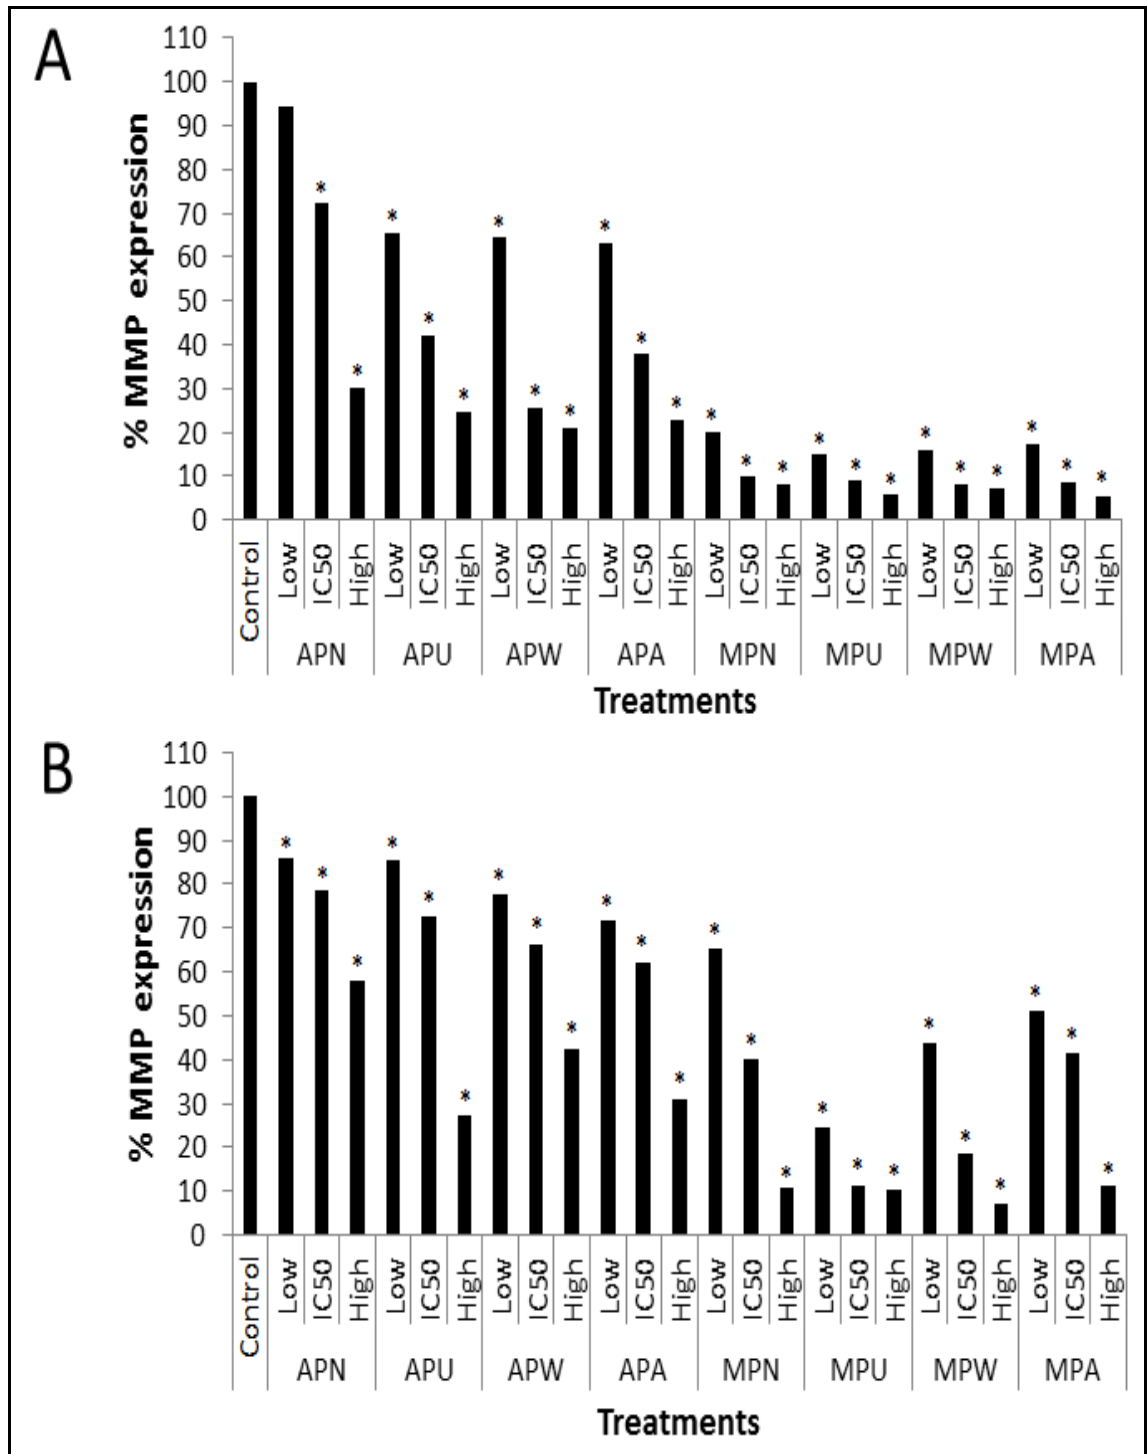 A
% MMP expression
110
100
90
80
70
60
50
40
30
20
10
0
* * * * * * * * * * * * * * * * * * * * * * *
Control Low IC50 High Low IC50 High Low IC50 High Low IC50 High Low IC50 High Low IC50 High Low IC50 High Low IC50 High
APN APU APW APA MPN MPU MPW MPA
Treatments
B
% MMP expression
110
100
90
80
70
60
50
40
30
20
10
0
* * * * * * * * * * * * * * * * * * * * * * * *
Control Low IC50 High Low IC50 High Low IC50 High Low IC50 High Low IC50 High Low IC50 High Low IC50 High Low IC50 High
APN APU APW APA MPN MPU MPW MPA
Treatments